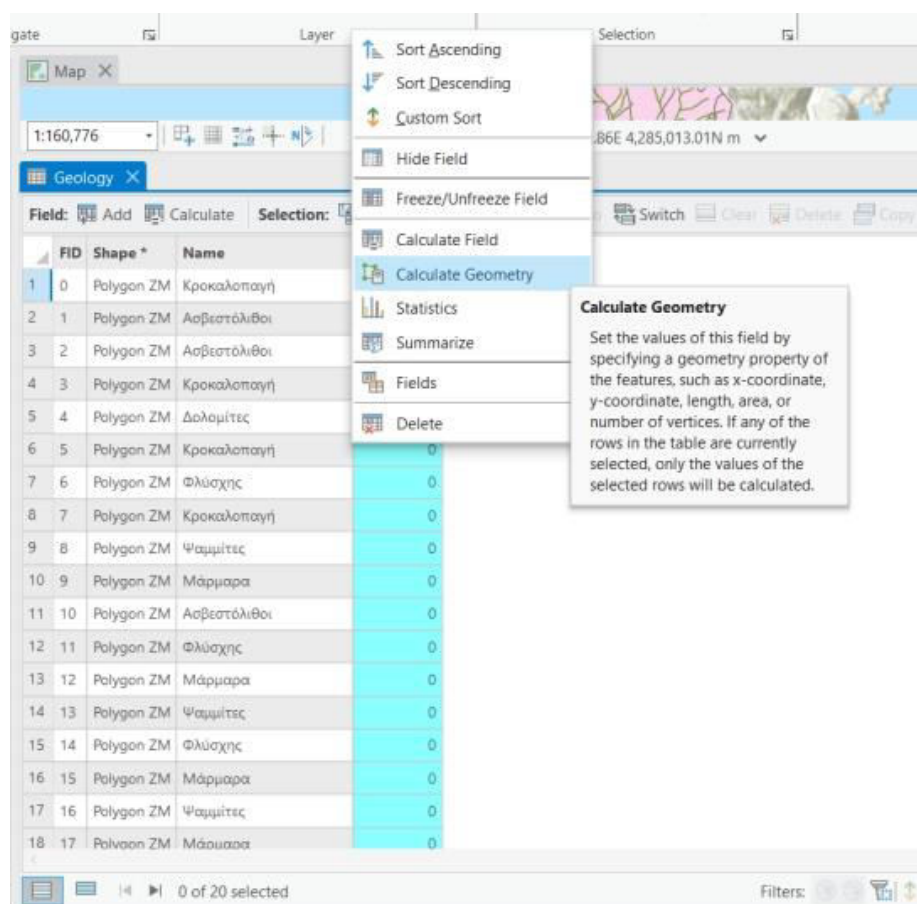 gate Layer Selection
Map
1:160,776 .86E 4,285,013.01N m
Geology
Field: Add Calculate Selection: Switch Clear Delete Copy
FID Shape * Name
1 0 Polygon ZM Κροκαλοπαγή
2 1 Polygon ZM Ασβεστόλιθοι
3 2 Polygon ZM Ασβεστόλιθοι
4 3 Polygon ZM Κροκαλοπαγή
5 4 Polygon ZM Δολομίτες
6 5 Polygon ZM Κροκαλοπαγή 0
7 6 Polygon ZM Φλύσχης 0
8 7 Polygon ZM Κροκαλοπαγή 0
9 8 Polygon ZM Ψαμμίτες 0
10 9 Polygon ZM Μάρμαρα 0
11 10 Polygon ZM Ασβεστόλιθοι 0
12 11 Polygon ZM Φλύσχης 0
13 12 Polygon ZM Μάρμαρα 0
14 13 Polygon ZM Ψαμμίτες 0
15 14 Polygon ZM Φλύσχης 0
16 15 Polygon ZM Μάρμαρα 0
17 16 Polygon ZM Ψαμμίτες 0
18 17 Polygon ZM Μάρμαρα 0
0 of 20 selected Filters:
Sort Ascending
Sort Descending
Custom Sort
Hide Field
Freeze/Unfreeze Field
Calculate Field
Calculate Geometry
Statistics
Summarize
Fields
Delete
Calculate Geometry
Set the values of this field by
specifying a geometry property of
the features, such as x-coordinate,
y-coordinate, length, area, or
number of vertices. If any of the
rows in the table are currently
selected, only the values of the
selected rows will be calculated.